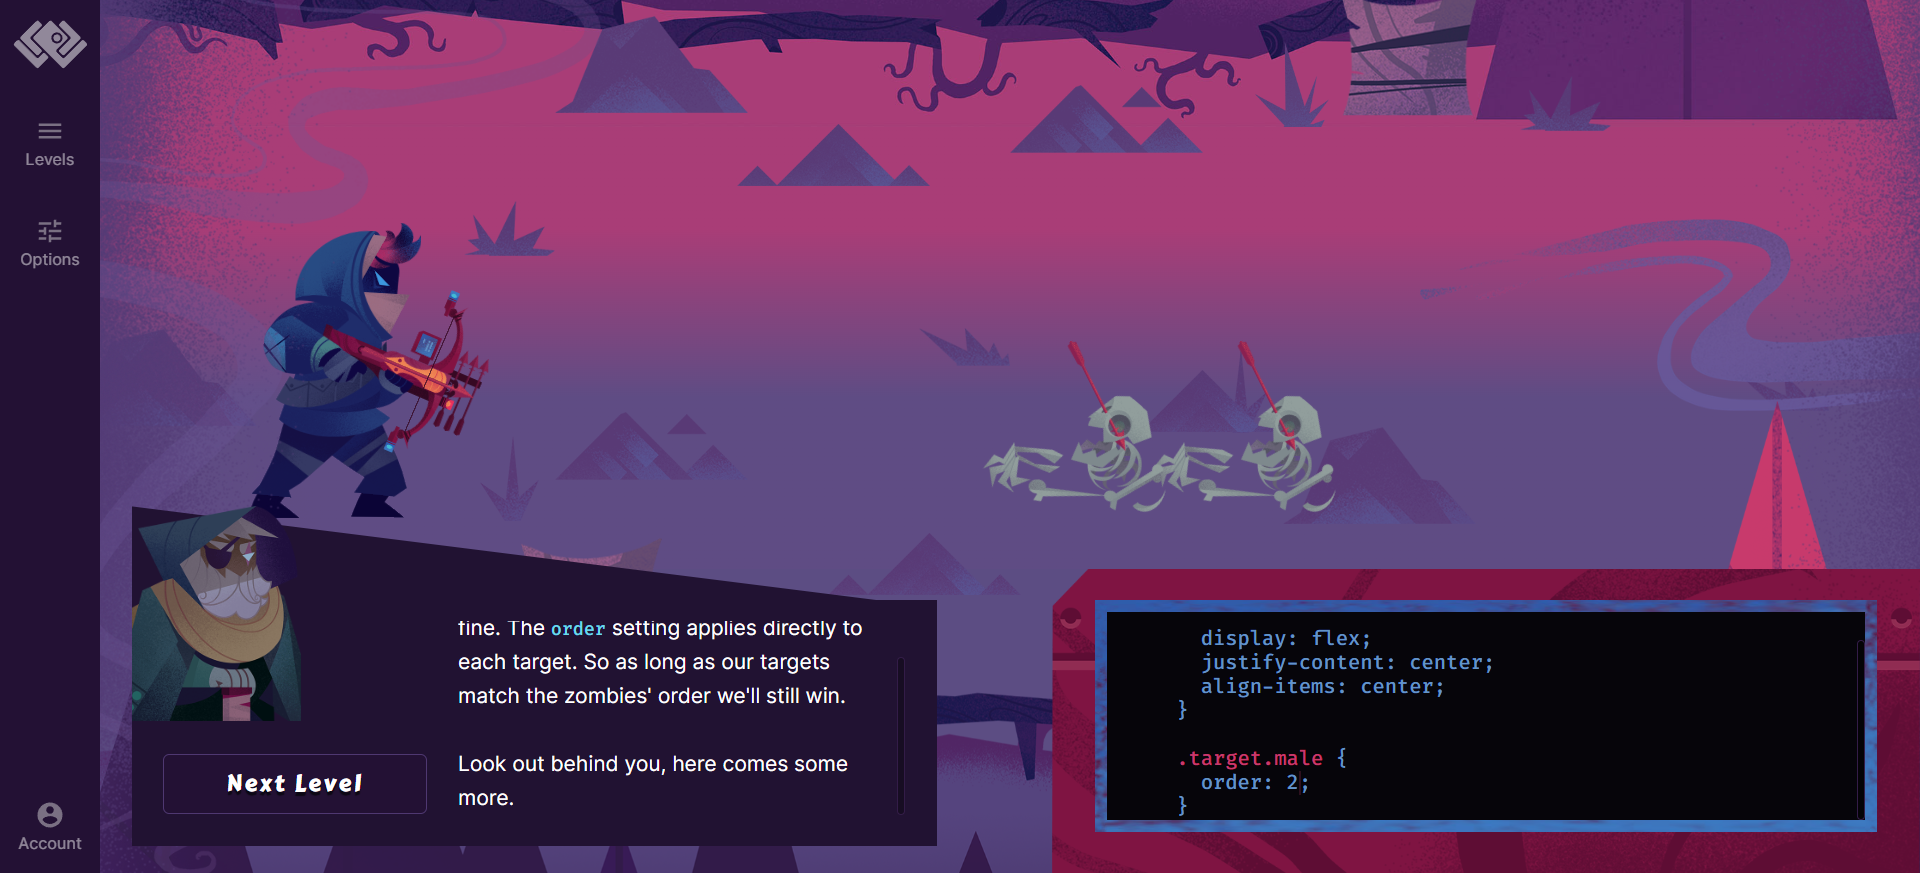 Levels
Options
fine. The order setting applies directly to
each target. So as long as our targets
match the zombies' order we'll still win.
Look out behind you, here comes some
more.
Next Level
Account
display: flex;
justify-content: center;
align-items: center;
}
.target.male {
order: 2;
}